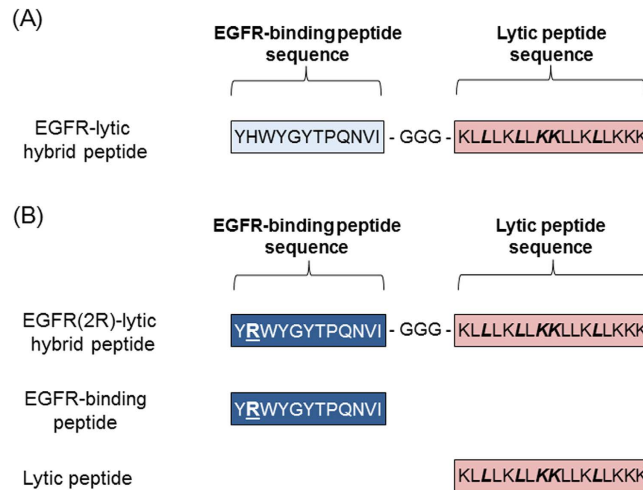 (A)
EGFR-binding peptide
sequence
Lytic peptide
sequence
EGFR-lytic
hybrid peptide
YHWYGYTPQNVI - GGG - KLLLKLLKKLLKLLKKK
(B)
EGFR-binding peptide
sequence
Lytic peptide
sequence
EGFR(2R)-lytic
hybrid peptide
YRWYGYTPQNVI - GGG - KLLLKLLKKLLKLLKKK
EGFR-binding
peptide
YRWYGYTPQNVI
Lytic peptide
KLLLKLLKKLLKLLKKK